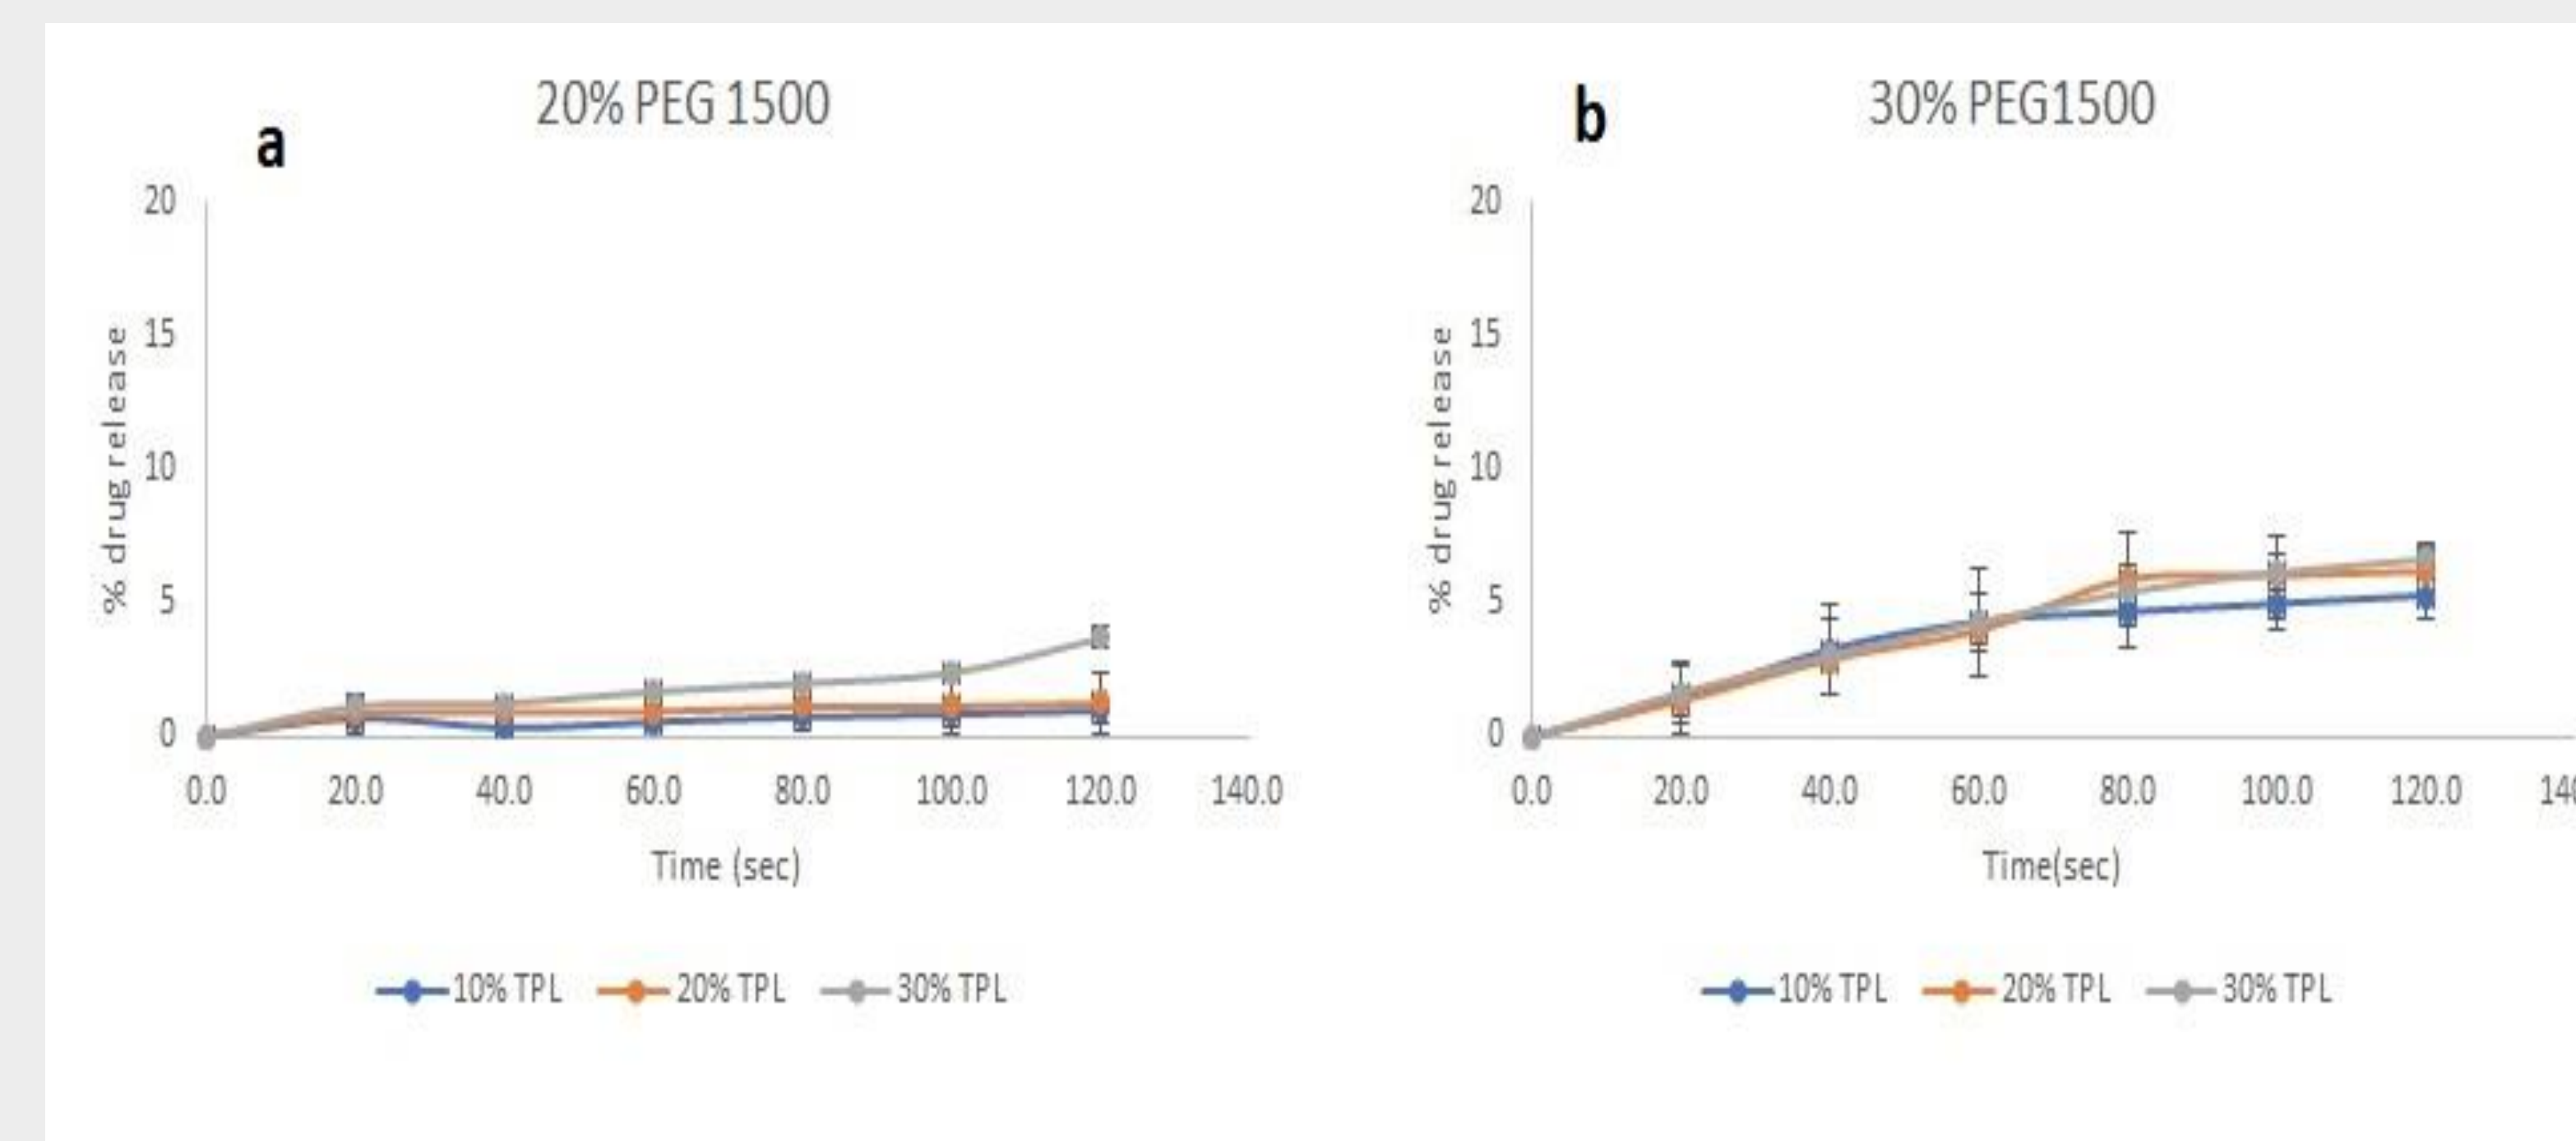 a
20% PEG 1500
20
15
10
5
0
% drug release
0.0 20.0 40.0 60.0 80.0 100.0 120.0 140.0
Time (sec)
10% TPL 20% TPL 30% TPL
b
30% PEG1500
20
15
10
5
0
% drug release
0.0 20.0 40.0 60.0 80.0 100.0 120.0
Time(sec)
10% TPL 20% TPL 30% TPL